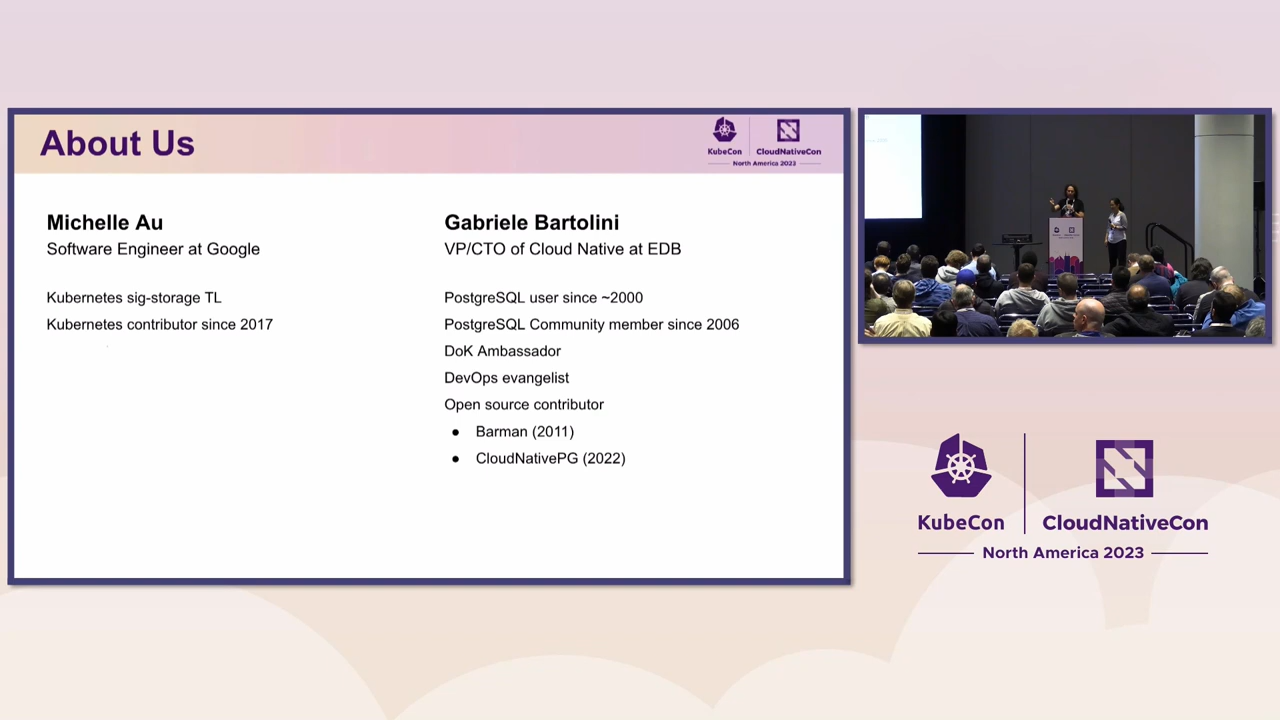 About Us
KubeCon
CloudNativeCon
North America 2023
Michelle Au
Software Engineer at Google
Kubernetes sig-storage TL
Kubernetes contributor since 2017
Gabriele Bartolini
VP/CTO of Cloud Native at EDB
PostgreSQL user since ~2000
PostgreSQL Community member since 2006
DoK Ambassador
DevOps evangelist
Open source contributor
● Barman (2011)
● CloudNativePG (2022)
KubeCon
CloudNativeCon
North America 2023